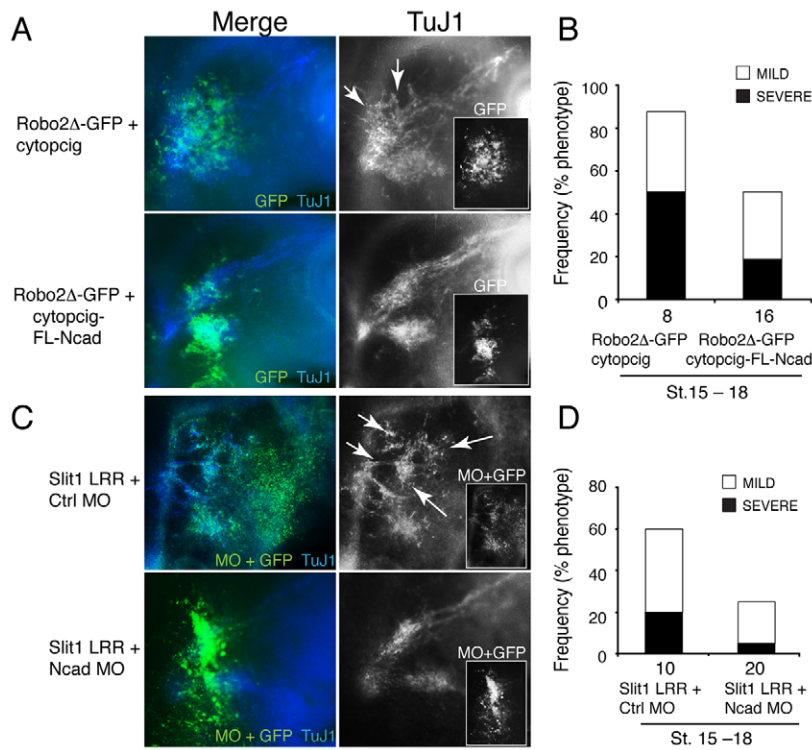 A
Merge
TuJ1
Robo2Δ-GFP +
cytopcig
GFP TuJ1
GFP
Robo2Δ-GFP +
cytopcig-
FL-Ncad
GFP TuJ1
GFP
B
MILD
SEVERE
Frequency (% phenotype)
100
80
60
40
20
0
8
16
Robo2Δ-GFP
cytopcig
Robo2Δ-GFP
cytopcig-FL-Ncad
St.15 – 18
C
Slit1 LRR +
Ctrl MO
MO + GFP TuJ1
MO+GFP
Slit1 LRR +
Ncad MO
MO + GFP TuJ1
MO+GFP
D
MILD
SEVERE
Frequency (% phenotype)
80
60
40
20
0
10
20
Slit1 LRR +
Ctrl MO
Slit1 LRR +
Ncad MO
St. 15 –18